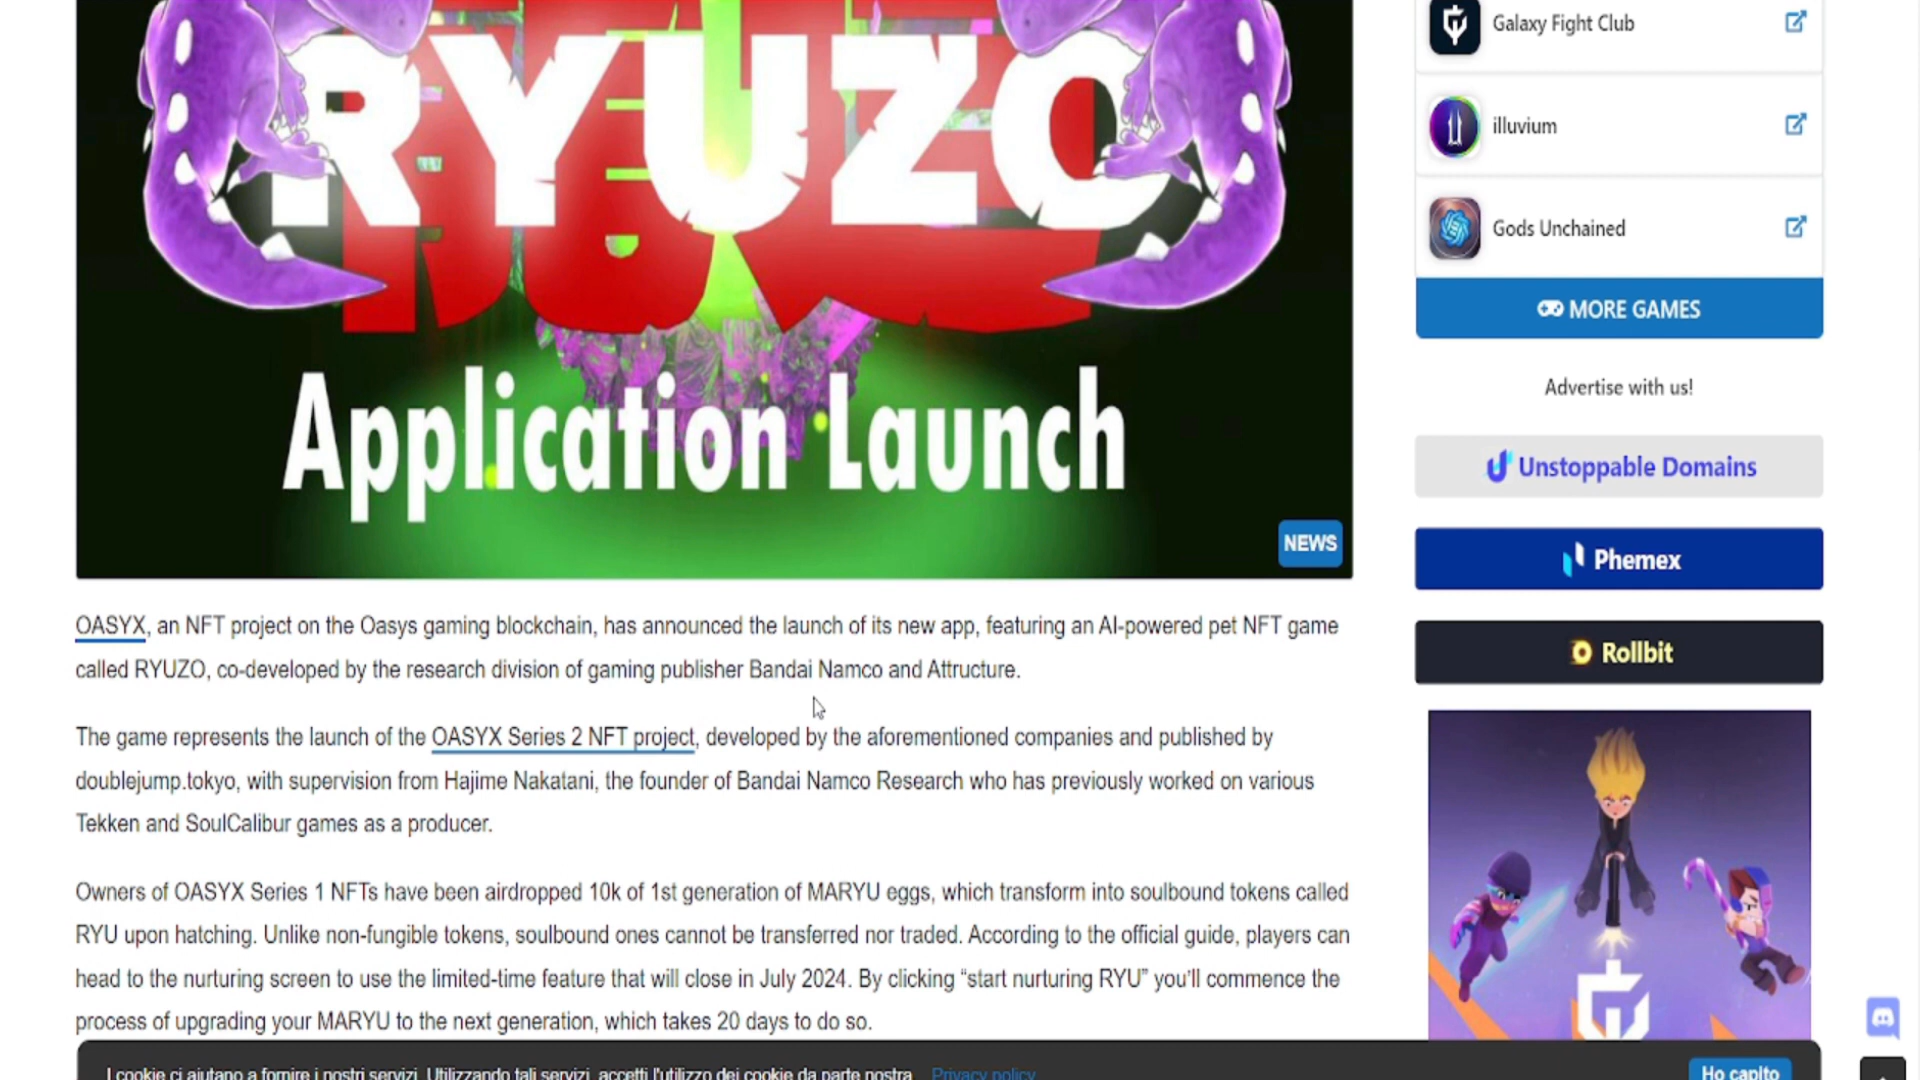 RYUZO
Application Launch
NEWS
OASYX, an NFT project on the Oasys gaming blockchain, has announced the launch of its new app, featuring an AI-powered pet NFT game
called RYUZO, co-developed by the research division of gaming publisher Bandai Namco and Attructure.
The game represents the launch of the OASYX Series 2 NFT project, developed by the aforementioned companies and published by
doublejump.tokyo, with supervision from Hajime Nakatani, the founder of Bandai Namco Research who has previously worked on various
Tekken and SoulCalibur games as a producer.
Owners of OASYX Series 1 NFTs have been airdropped 10k of 1st generation of MARYU eggs, which transform into soulbound tokens called
RYU upon hatching. Unlike non-fungible tokens, soulbound ones cannot be transferred nor traded. According to the official guide, players can
head to the nurturing screen to use the limited-time feature that will close in July 2024. By clicking “start nurturing RYU” you’ll commence the
process of upgrading your MARYU to the next generation, which takes 20 days to do so.
Galaxy Fight Club
illuvium
Gods Unchained
MORE GAMES
Advertise with us!
Unstoppable Domains
Phemex
Rollbit
I cookie ci aiutano a fornire i nostri servizi. Utilizzando tali servizi, accetti l'utilizzo dei cookie da parte nostra. Privacy policy
Ho capito